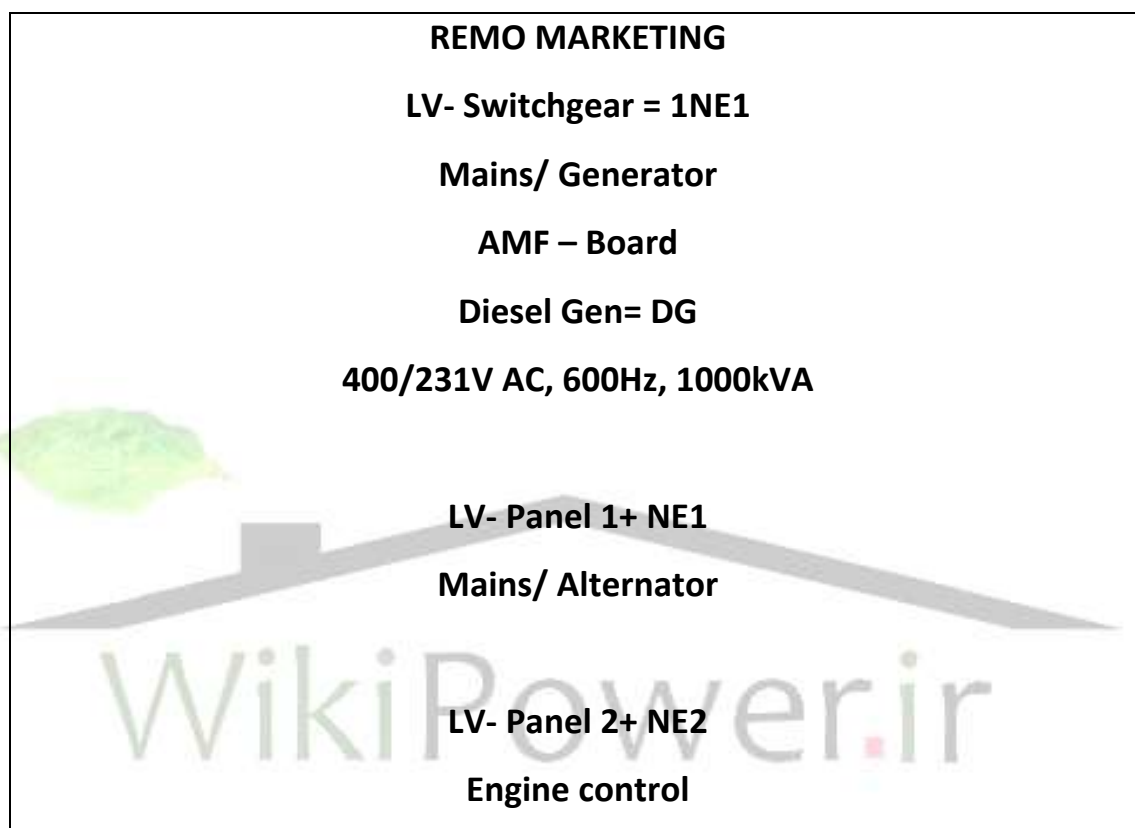 REMO MARKETING
LV- Switchgear = 1NE1
Mains/ Generator
AMF – Board
Diesel Gen= DG
400/231V AC, 600Hz, 1000kVA
LV- Panel 1+ NE1
Mains/ Alternator
WikiPower.ir
LV- Panel 2+ NE2
Engine control